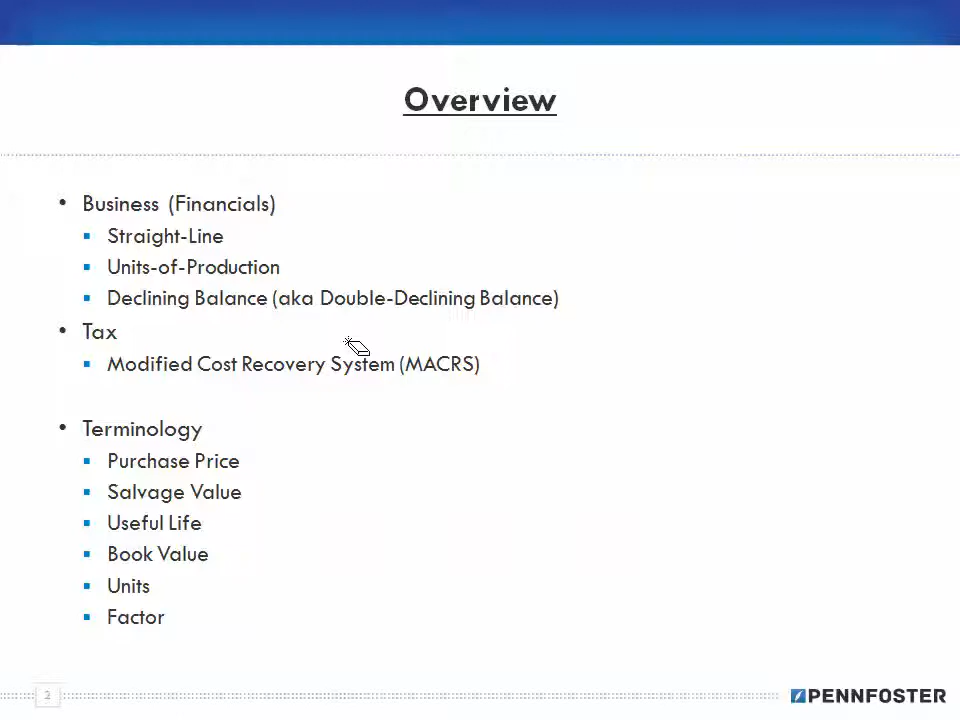 Overview
• Business (Financials)
▪ Straight-Line
▪ Units-of-Production
▪ Declining Balance (aka Double-Declining Balance)
• Tax
▪ Modified Cost Recovery System (MACRS)
• Terminology
▪ Purchase Price
▪ Salvage Value
▪ Useful Life
▪ Book Value
▪ Units
▪ Factor
2
PENNFOSTER